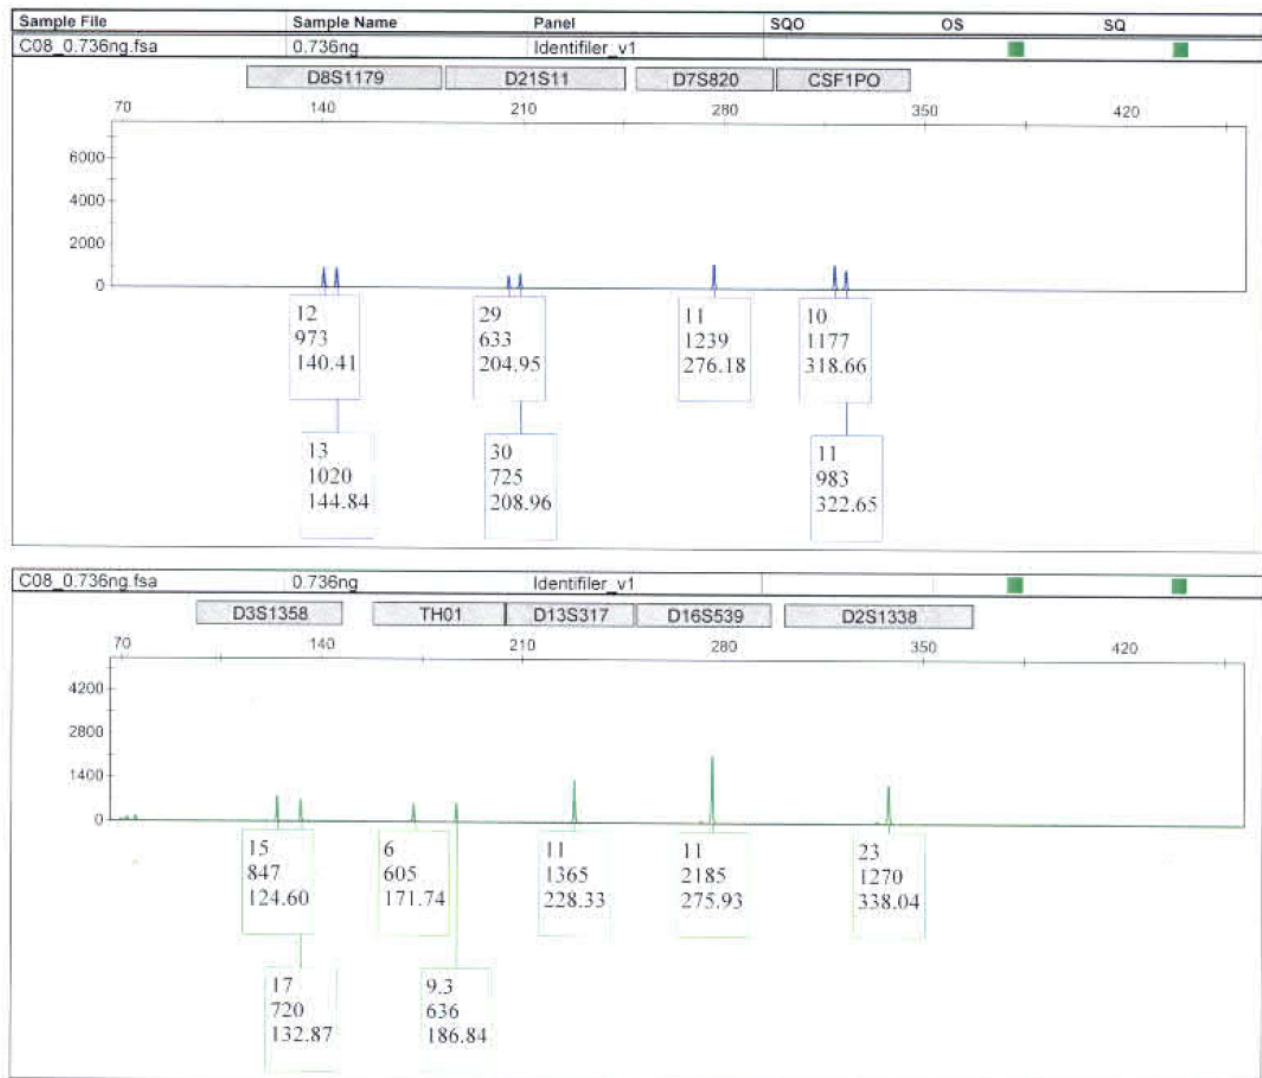 Sample File Sample Name Panel SQO OS SQ
C08_0.736ng.fsa 0.736ng Identifiler_v1
D8S1179 D21S11 D7S820 CSF1PO
70 140 210 280 350 420
6000
4000
2000
0
12 29 11 10
973 633 1239 1177
140.41 204.95 276.18 318.66
13 30 11
1020 725 983
144.84 208.96 322.65
C08_0.736ng.fsa 0.736ng Identifiler_v1
D3S1358 TH01 D13S317 D16S539 D2S1338
70 140 210 280 350 420
4200
2800
1400
0
15 6 11 11 23
847 605 1365 2185 1270
124.60 171.74 228.33 275.93 338.04
17 9.3
720 636
132.87 186.84